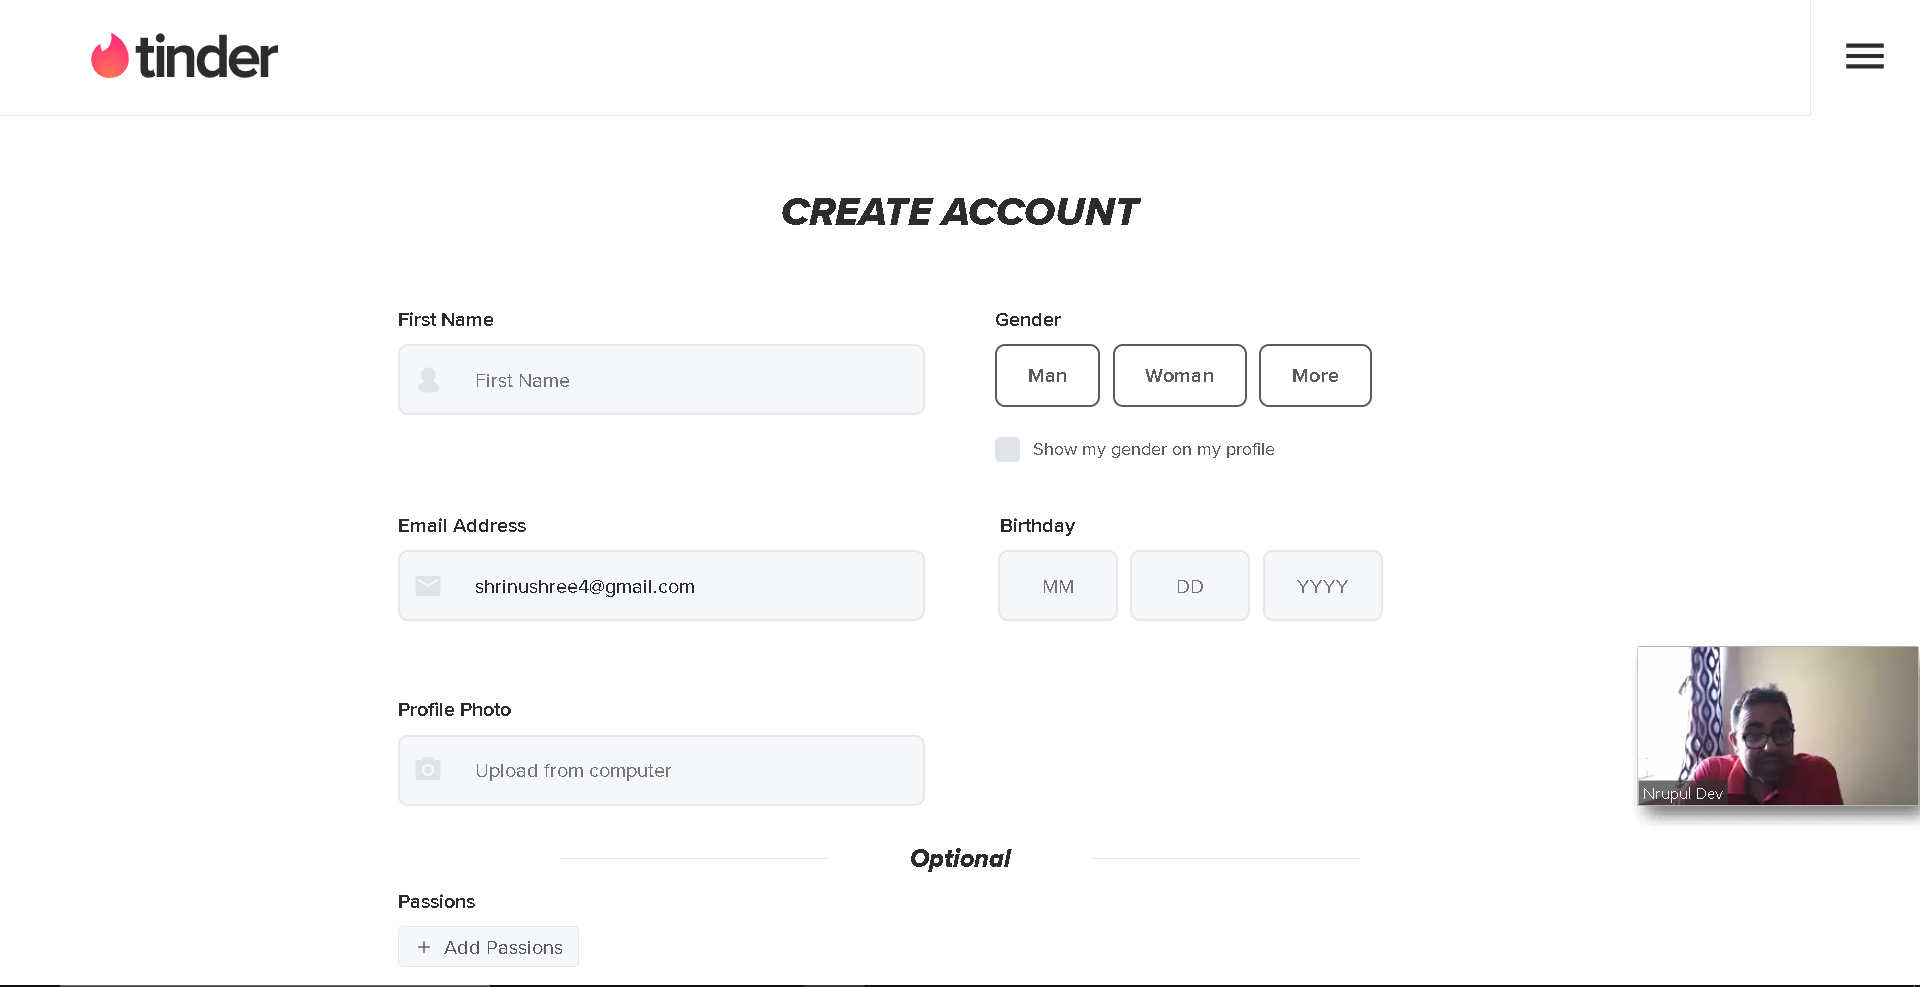 tinder
CREATE ACCOUNT
First Name
Gender
First Name
Man
Woman
More
Show my gender on my profile
Email Address
Birthday
shrinushree4@gmail.com
MM
DD
YYYY
Profile Photo
Upload from computer
Nrupul Dev
Optional
Passions
+ Add Passions